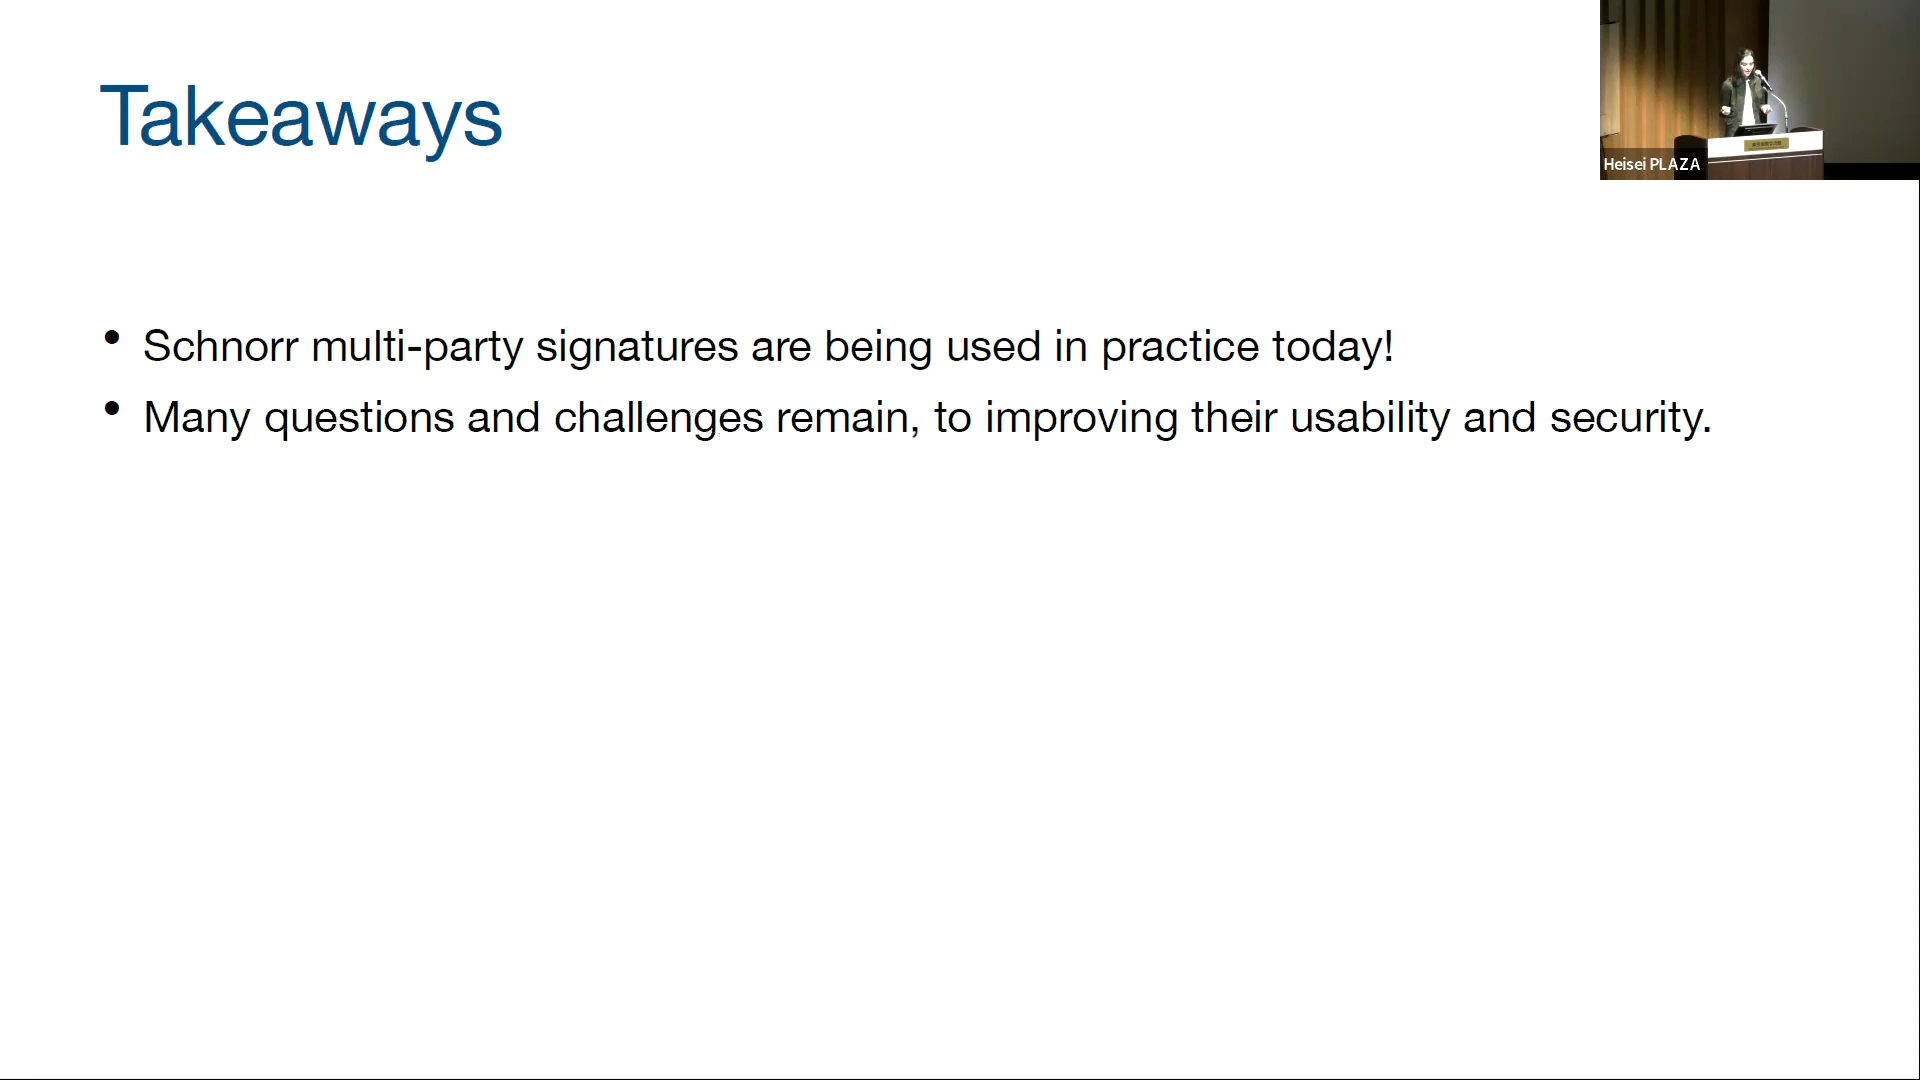 Takeaways
Heisei PLAZA
• Schnorr multi-party signatures are being used in practice today!
• Many questions and challenges remain, to improving their usability and security.